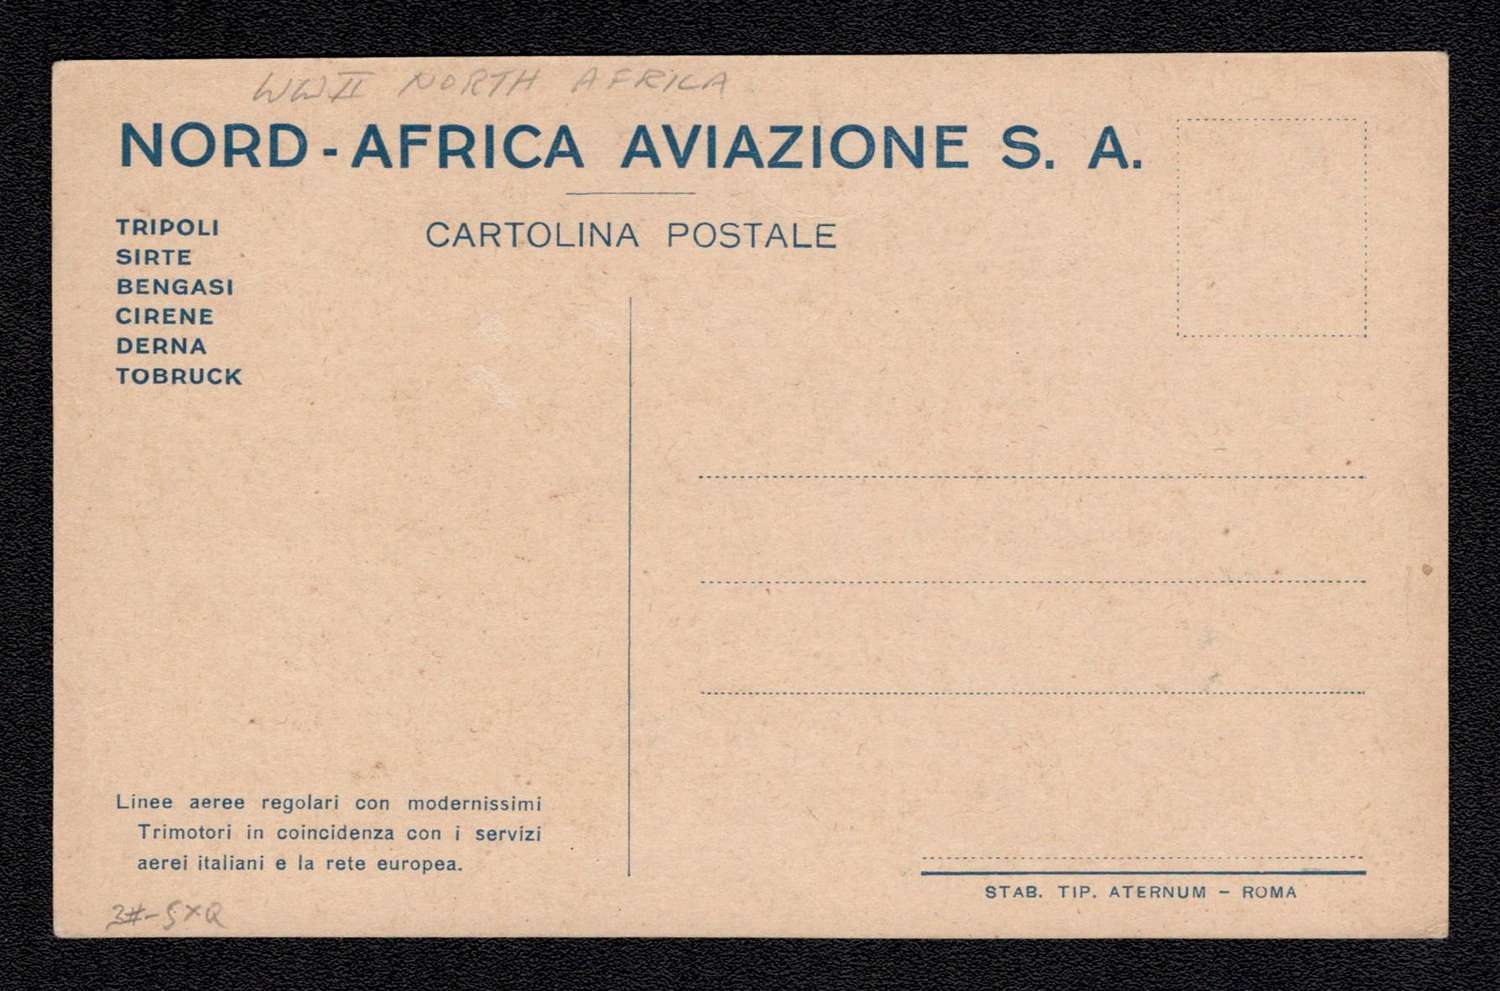 WWII NORTH AFRICA
NORD-AFRICA AVIAZIONE S. A.
CARTOLINA POSTALE
TRIPOLI
SIRTE
BENGASI
CIRENE
DERNA
TOBRUCK
Linee aeree regolari con modernissimi
Trimotori in coincidenza con i servizi
aerei italiani e la rete europea.
STAB. TIP. ATERNUM – ROMA